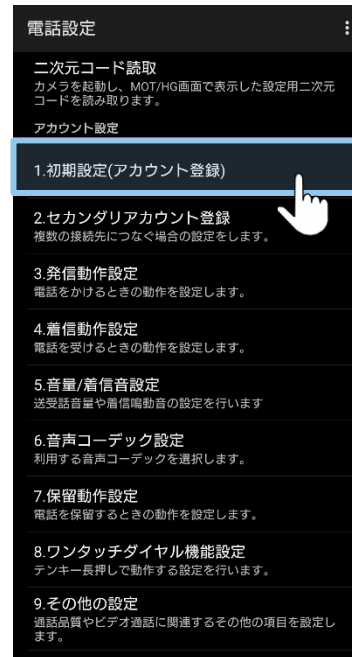 電話設定
二次元コード読取
カメラを起動し、MOT/HG画面で表示した設定用二次元
コードを読み取ります。
アカウント設定
1.初期設定(アカウント登録)
2.セカンダリアカウント登録
複数の接続先につなぐ場合の設定をします。
3.発信動作設定
電話をかけるときの動作を設定します。
4.着信動作設定
電話を受けるときの動作を設定します。
5.音量/着信音設定
送受話音量や着信鳴動音の設定を行います
6.音声コーデック設定
利用する音声コーデックを選択します。
7.保留動作設定
電話を保留するときの動作を設定します。
8.ワンタッチダイヤル機能設定
テンキー長押しで動作する設定を行います。
9.その他の設定
通話品質やビデオ通話に関連するその他の項目を設定し
ます。